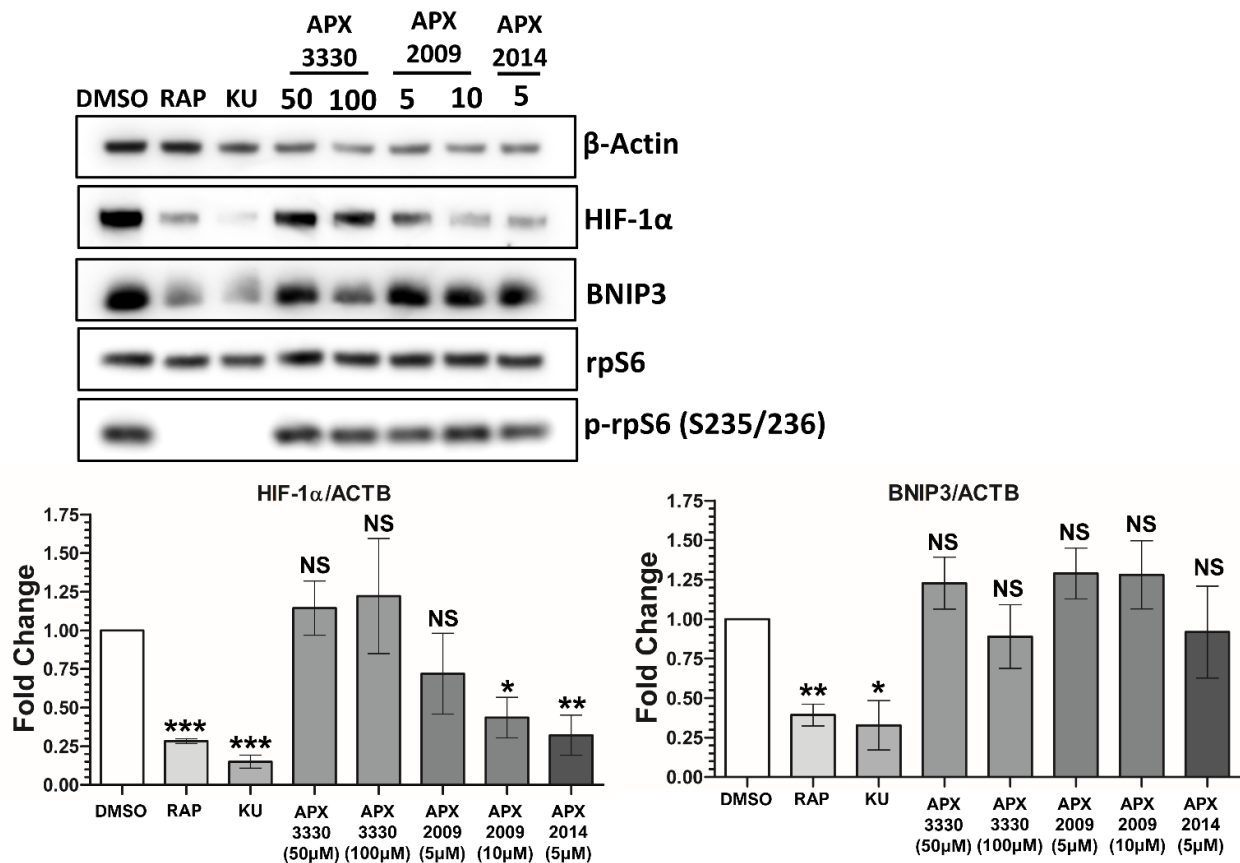 APX APX APX
3330 2009 2014
DMSO RAP KU 50 100 5 10 5
β-Actin
HIF-1α
BNIP3
rpS6
p-rpS6 (S235/236)
HIF-1α/ACTB
Fold Change
1.75
1.50
1.25
1.00
0.75
0.50
0.25
0.00
*** *** NS NS NS * **
DMSO RAP KU APX APX APX APX APX
3330 3330 2009 2009 2014
(50µM) (100µM) (5µM) (10µM) (5µM)
BNIP3/ACTB
Fold Change
1.75
1.50
1.25
1.00
0.75
0.50
0.25
0.00
** * NS NS NS NS NS
DMSO RAP KU APX APX APX APX APX
3330 3330 2009 2009 2014
(50µM) (100µM) (5µM) (10µM) (5µM)